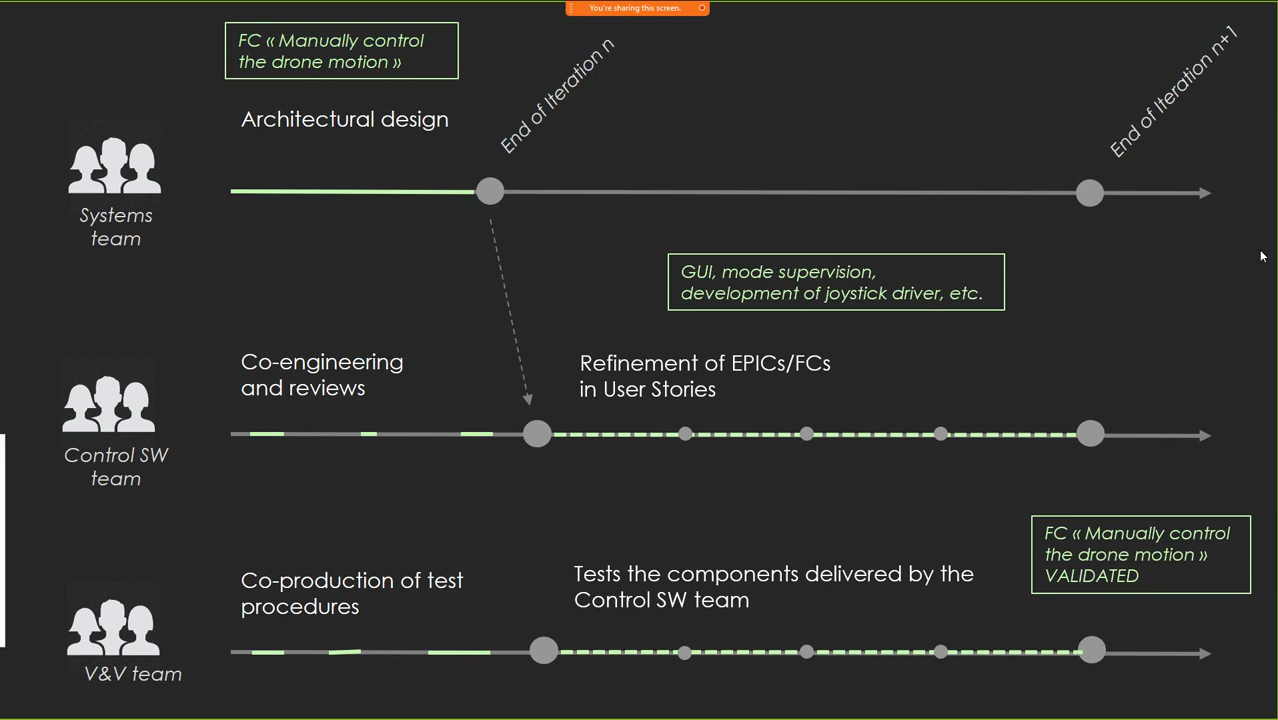 You're sharing this screen.
FC « Manually control
the drone motion »
End of Iteration n
End of Iteration n+1
Architectural design
Systems
team
GUI, mode supervision,
development of joystick driver, etc.
Co-engineering
and reviews
Refinement of EPICs/FCs
in User Stories
Control SW
team
FC « Manually control
the drone motion »
VALIDATED
Co-production of test
procedures
Tests the components delivered by the
Control SW team
V&V team